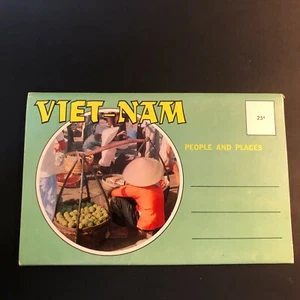 VIET-NAM
25¢
PEOPLE AND PLACES